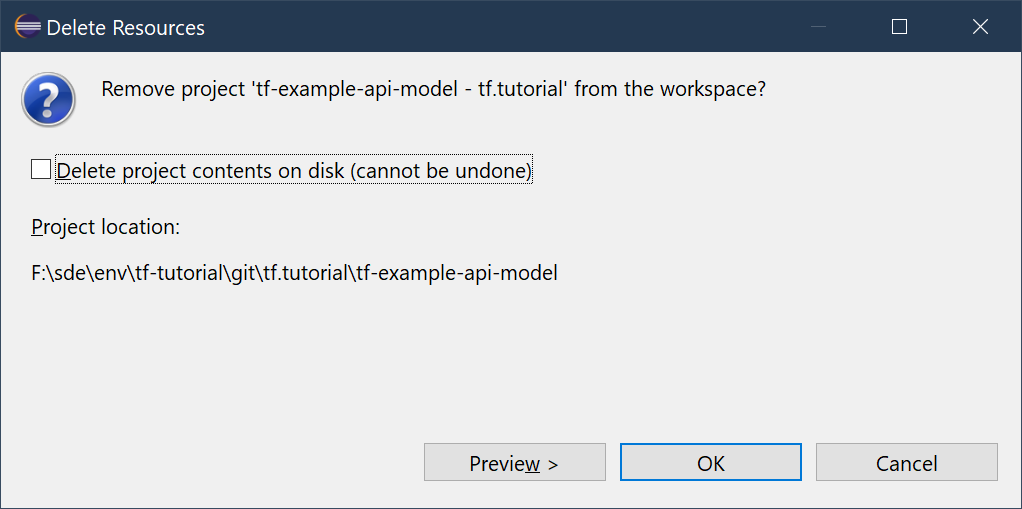 Delete Resources
?
Remove project 'tf-example-api-model - tf.tutorial' from the workspace?
Delete project contents on disk (cannot be undone)
Project location:
F:\sde\env\tf-tutorial\git\tf.tutorial\tf-example-api-model
Preview > OK Cancel